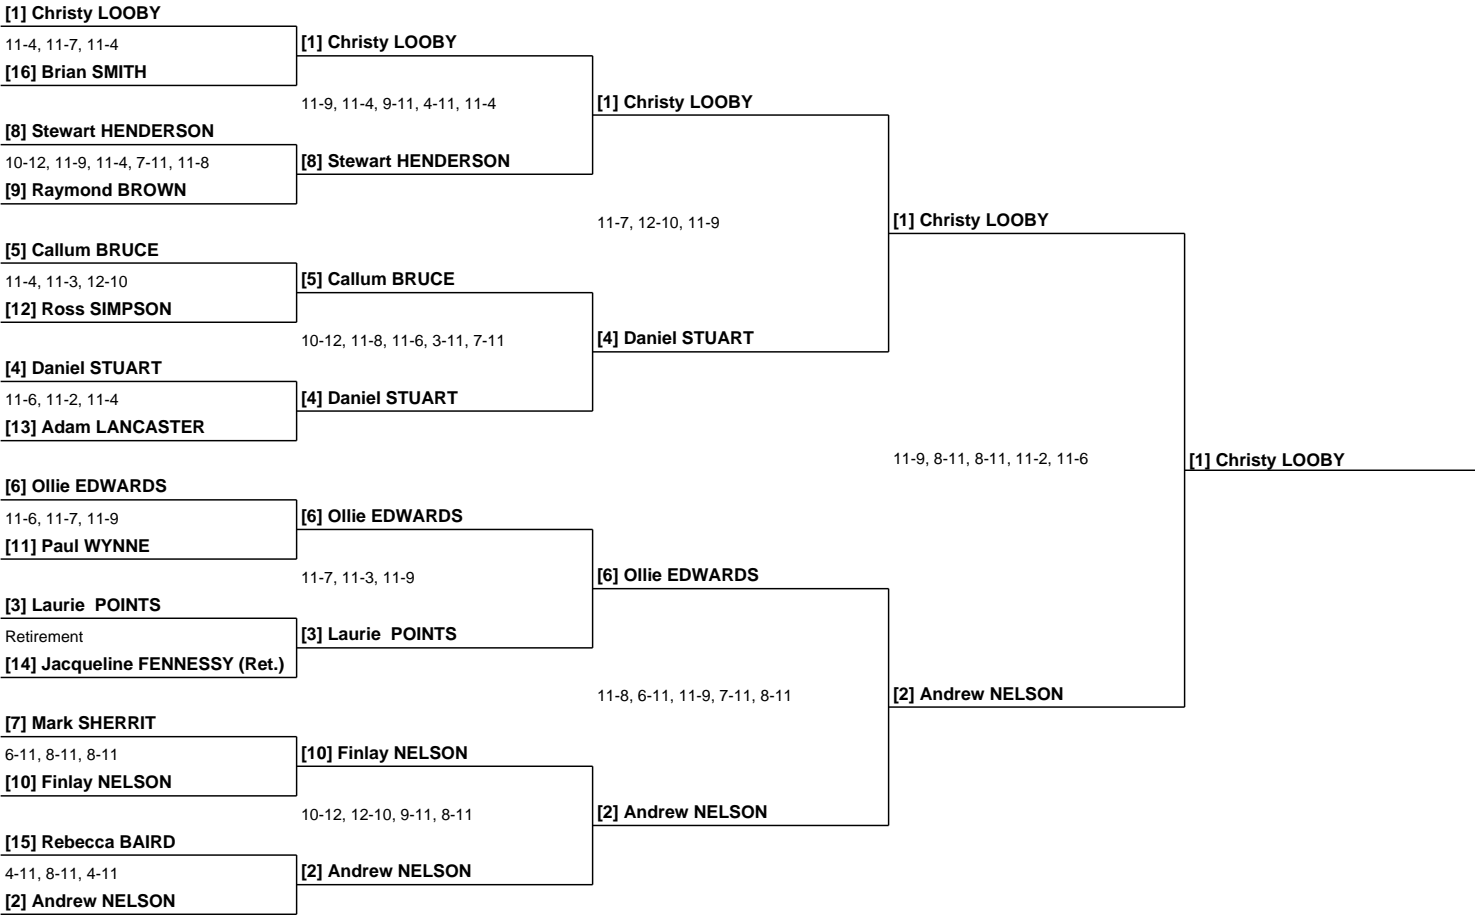 [1] Christy LOOBY
11-4, 11-7, 11-4
[16] Brian SMITH
[8] Stewart HENDERSON
10-12, 11-9, 11-4, 7-11, 11-8
[9] Raymond BROWN
[5] Callum BRUCE
11-4, 11-3, 12-10
[12] Ross SIMPSON
[4] Daniel STUART
11-6, 11-2, 11-4
[13] Adam LANCASTER
[6] Ollie EDWARDS
11-6, 11-7, 11-9
[11] Paul WYNNE
[3] Laurie  POINTS
Retirement
[14] Jacqueline FENNESSY (Ret.)
[7] Mark SHERRIT
6-11, 8-11, 8-11
[10] Finlay NELSON
[15] Rebecca BAIRD
4-11, 8-11, 4-11
[2] Andrew NELSON
[1] Christy LOOBY
11-9, 11-4, 9-11, 4-11, 11-4
[8] Stewart HENDERSON
[5] Callum BRUCE
10-12, 11-8, 11-6, 3-11, 7-11
[4] Daniel STUART
[6] Ollie EDWARDS
11-7, 11-3, 11-9
[3] Laurie  POINTS
[10] Finlay NELSON
10-12, 12-10, 9-11, 8-11
[2] Andrew NELSON
[1] Christy LOOBY
11-7, 12-10, 11-9
[4] Daniel STUART
[6] Ollie EDWARDS
11-8, 6-11, 11-9, 7-11, 8-11
[2] Andrew NELSON
[1] Christy LOOBY
11-9, 8-11, 8-11, 11-2, 11-6
[2] Andrew NELSON
[1] Christy LOOBY